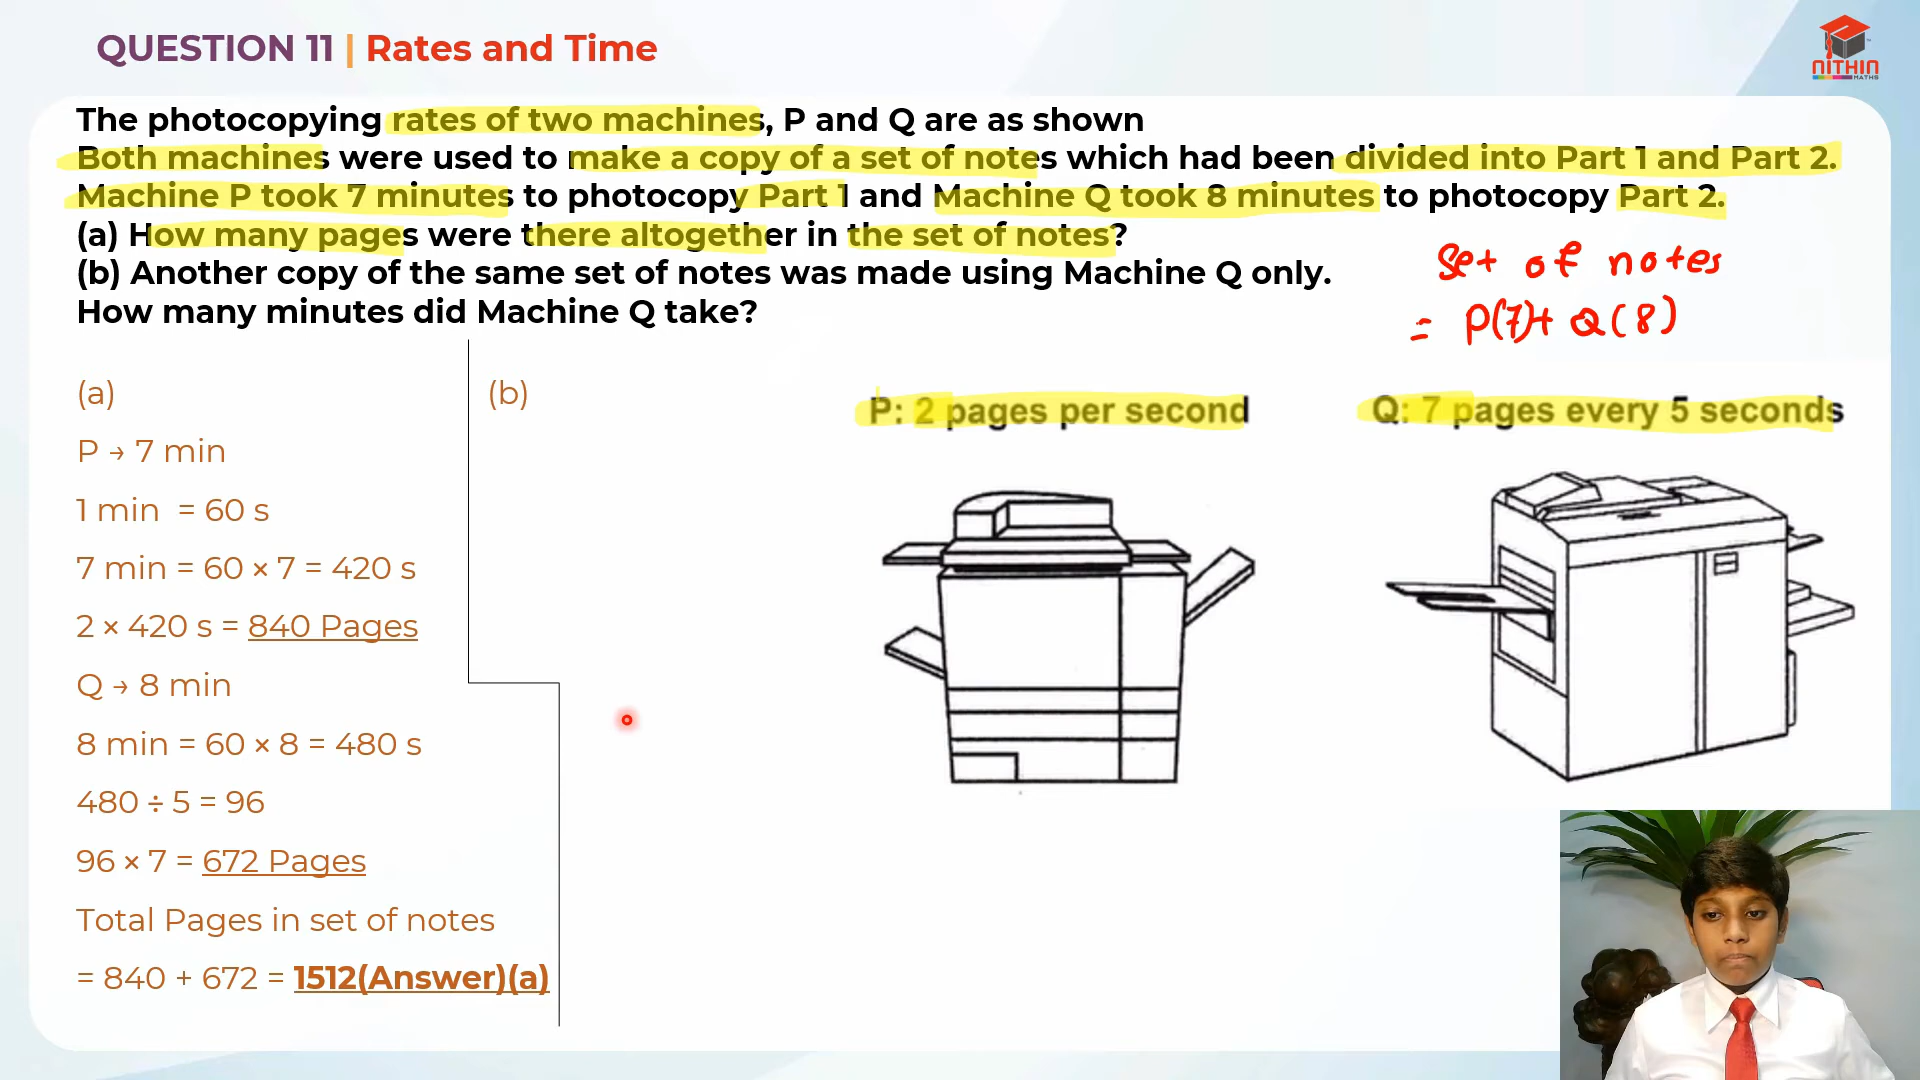 QUESTION 11 | Rates and Time
NITHIN
MATHS
The photocopying rates of two machines, P and Q are as shown
Both machines were used to make a copy of a set of notes which had been divided into Part 1 and Part 2.
Machine P took 7 minutes to photocopy Part 1 and Machine Q took 8 minutes to photocopy Part 2.
(a) How many pages were there altogether in the set of notes?
(b) Another copy of the same set of notes was made using Machine Q only.
How many minutes did Machine Q take?
Set of notes
= P(7)+ Q(8)
(a)
P → 7 min
1 min = 60 s
7 min = 60 × 7 = 420 s
2 × 420 s = 840 Pages
Q → 8 min
8 min = 60 × 8 = 480 s
480 ÷ 5 = 96
96 × 7 = 672 Pages
Total Pages in set of notes
= 840 + 672 = 1512(Answer)(a)
(b)
P: 2 pages per second
Q: 7 pages every 5 seconds